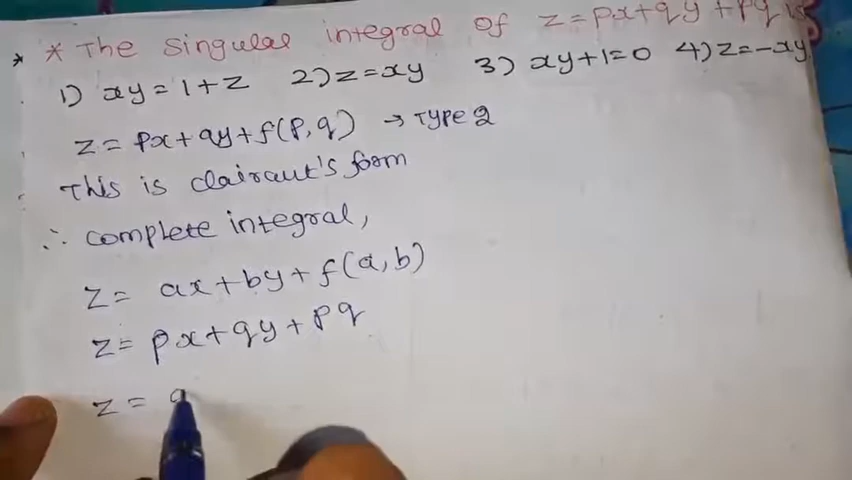 * * The singular integral of z=px+qy+pq is
1) xy=1+z 2) z=xy 3) xy+1=0 4) z=-xy
z=px+qy+f(p,q) → Type 2
This is clairaut's form
∴ complete integral,
z= ax+by+f(a,b)
z= px+qy+pq
z= a